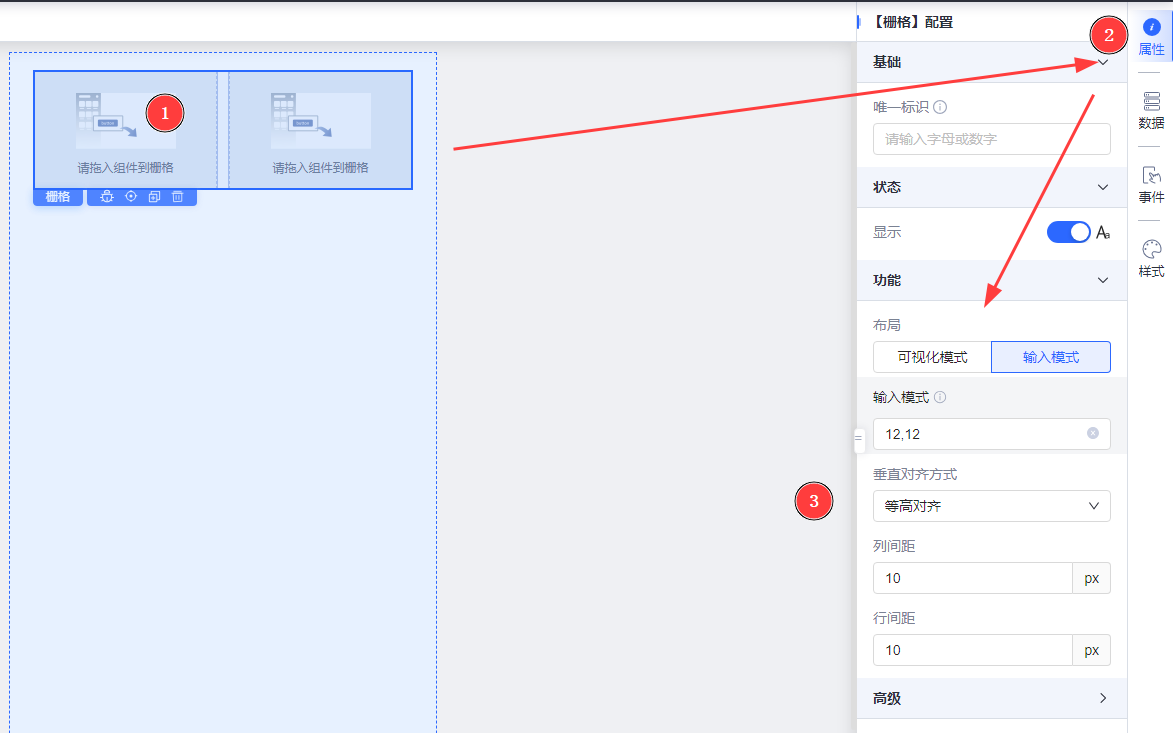 【栅格】配置
2
属性
基础
1
唯一标识
请输入字母或数字
数据
请拖入组件到栅格
请拖入组件到栅格
栅格
状态
事件
显示
样式
功能
布局
可视化模式
输入模式
输入模式
12,12
垂直对齐方式
3
等高对齐
列间距
10
px
行间距
10
px
高级